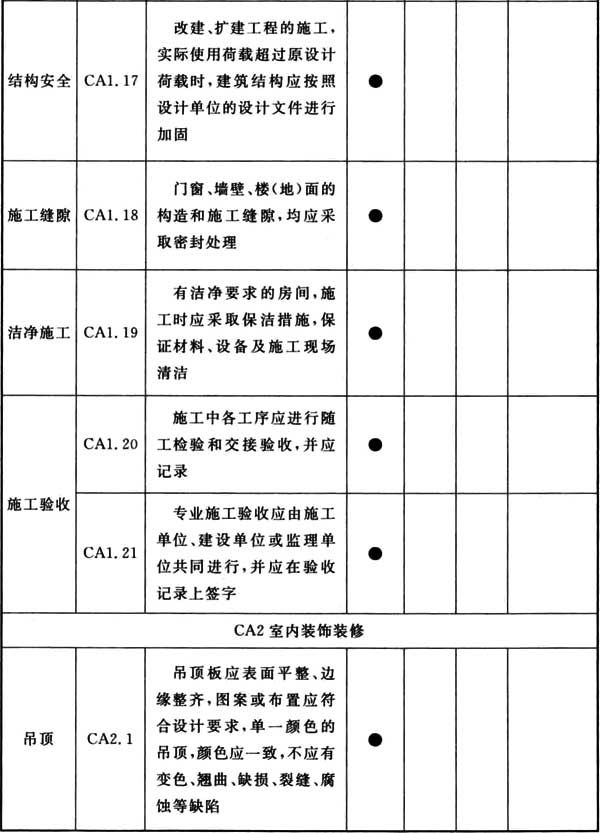 改建、扩建工程的施工，
实际使用荷载超过原设计
结构安全 CA1.17 荷载时，建筑结构应按照 ●
设计单位的设计文件进行
加固
门窗、墙壁、楼(地)面的
施工缝隙 CA1.18 构造和施工缝隙，均应采 ●
取密封处理
有洁净要求的房间，施
工时应采取保洁措施，保
洁净施工 CA1.19 证材料、设备及施工现场 ●
清洁
施工验收
施工中各工序应进行随
CA1.20 工检验和交接验收，并应 ●
记录
专业施工验收应由施工
单位、建设单位或监理单
CA1.21 位共同进行，并应在验收 ●
记录上签字
CA2 室内装饰装修
吊顶板应表面平整、边
缘整齐，图案或布置应符
合设计要求，单一颜色的
吊顶 CA2.1 吊顶，颜色应一致，不应有 ●
变色、翘曲、缺损、裂缝、腐
蚀等缺陷